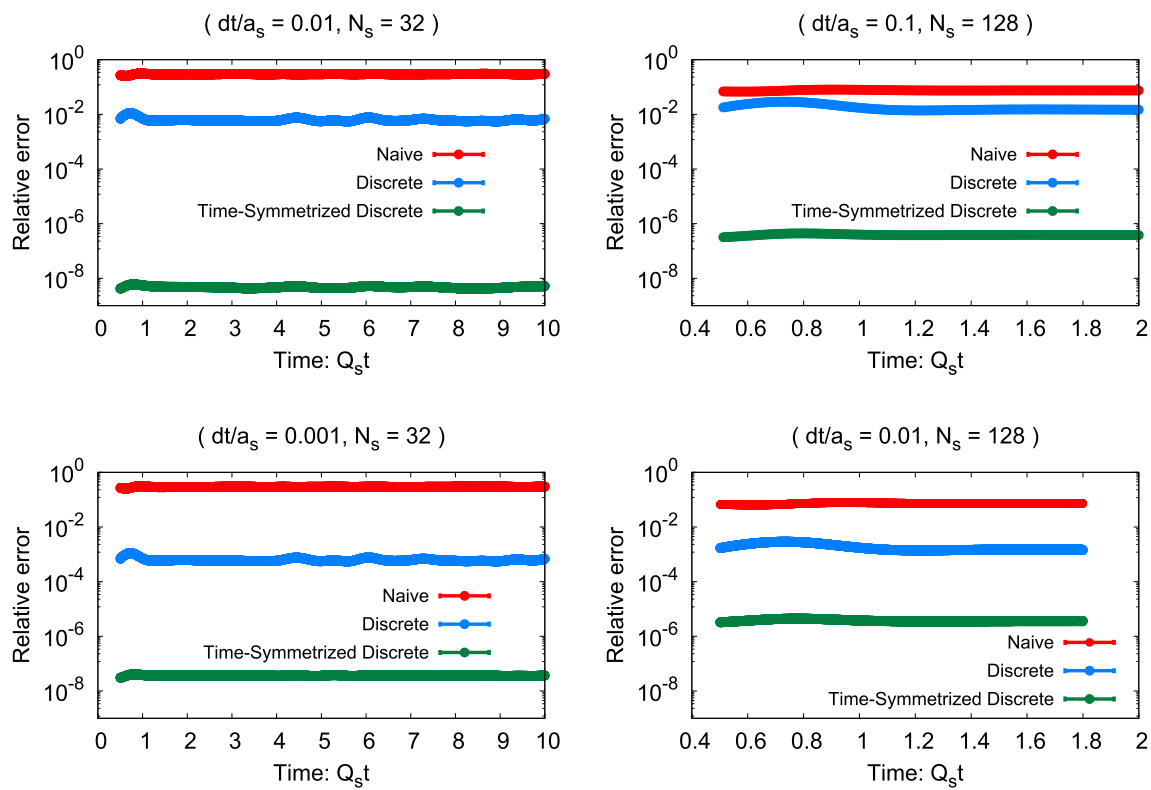 ( dt/a_s = 0.01, N_s = 32 )
10^0
10^-2
10^-4
10^-6
10^-8
Relative error
Naive
Discrete
Time-Symmetrized Discrete
0 1 2 3 4 5 6 7 8 9 10
Time: Q_st
( dt/a_s = 0.1, N_s = 128 )
10^0
10^-2
10^-4
10^-6
10^-8
Relative error
Naive
Discrete
Time-Symmetrized Discrete
0.4 0.6 0.8 1 1.2 1.4 1.6 1.8 2
Time: Q_st
( dt/a_s = 0.001, N_s = 32 )
10^0
10^-2
10^-4
10^-6
10^-8
Relative error
Naive
Discrete
Time-Symmetrized Discrete
0 1 2 3 4 5 6 7 8 9 10
Time: Q_st
( dt/a_s = 0.01, N_s = 128 )
10^0
10^-2
10^-4
10^-6
10^-8
Relative error
Naive
Discrete
Time-Symmetrized Discrete
0.4 0.6 0.8 1 1.2 1.4 1.6 1.8 2
Time: Q_st